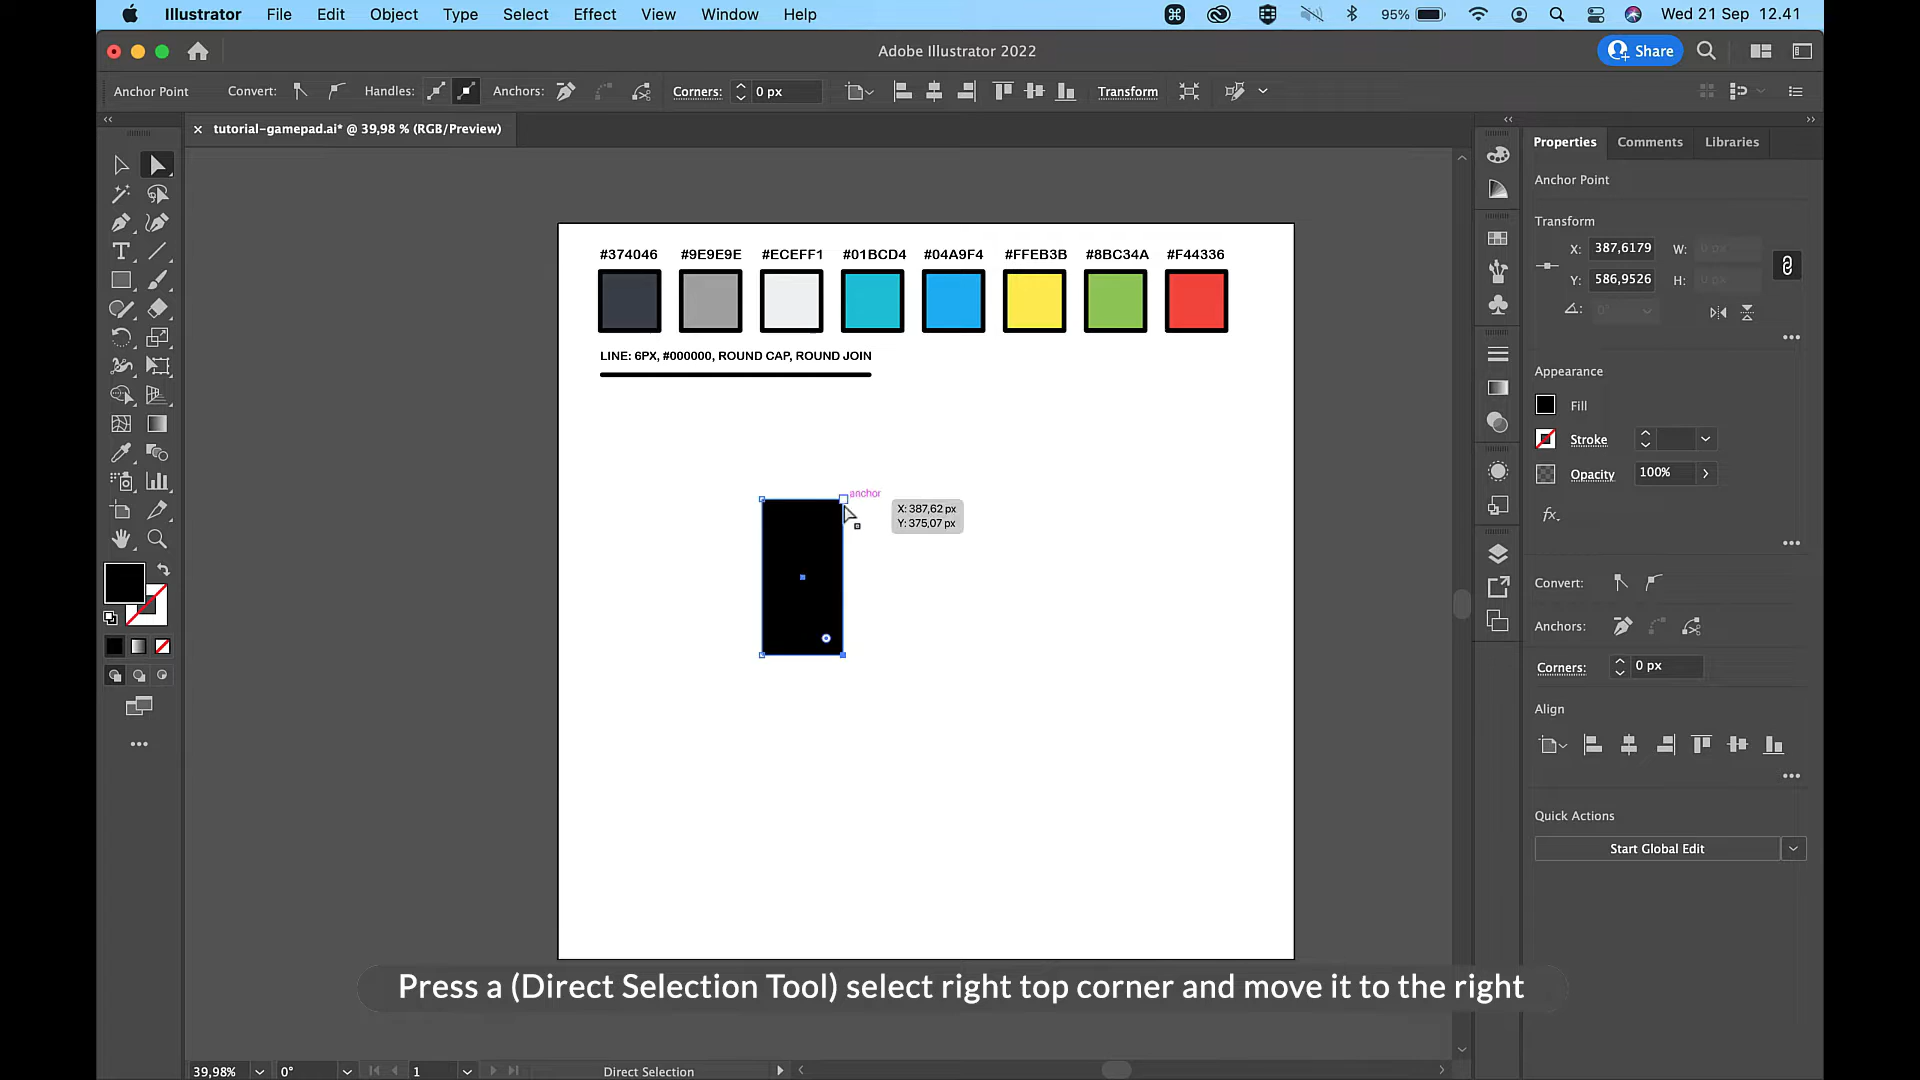 Illustrator File Edit Object Type Select Effect View Window Help 95% Wed 21 Sep 12.41
Adobe Illustrator 2022
Share
Anchor Point Convert: Handles: Anchors: Corners: 0 px Transform
tutorial-gamepad.ai* @ 39,98 % (RGB/Preview)
Properties Comments Libraries
Anchor Point
Transform
X: 387,6179 W: 0 px
Y: 586,9526 H: 0 px
0°
Appearance
Fill
Stroke
Opacity 100%
fx
Convert:
Anchors:
Corners: 0 px
Align
Quick Actions
Start Global Edit
#374046 #9E9E9E #ECEFF1 #01BCD4 #04A9F4 #FFEB3B #8BC34A #F44336
LINE: 6PX, #000000, ROUND CAP, ROUND JOIN
anchor
X: 387,62 px
Y: 375,07 px
Press a (Direct Selection Tool) select right top corner and move it to the right
39,98% 0° 1 Direct Selection